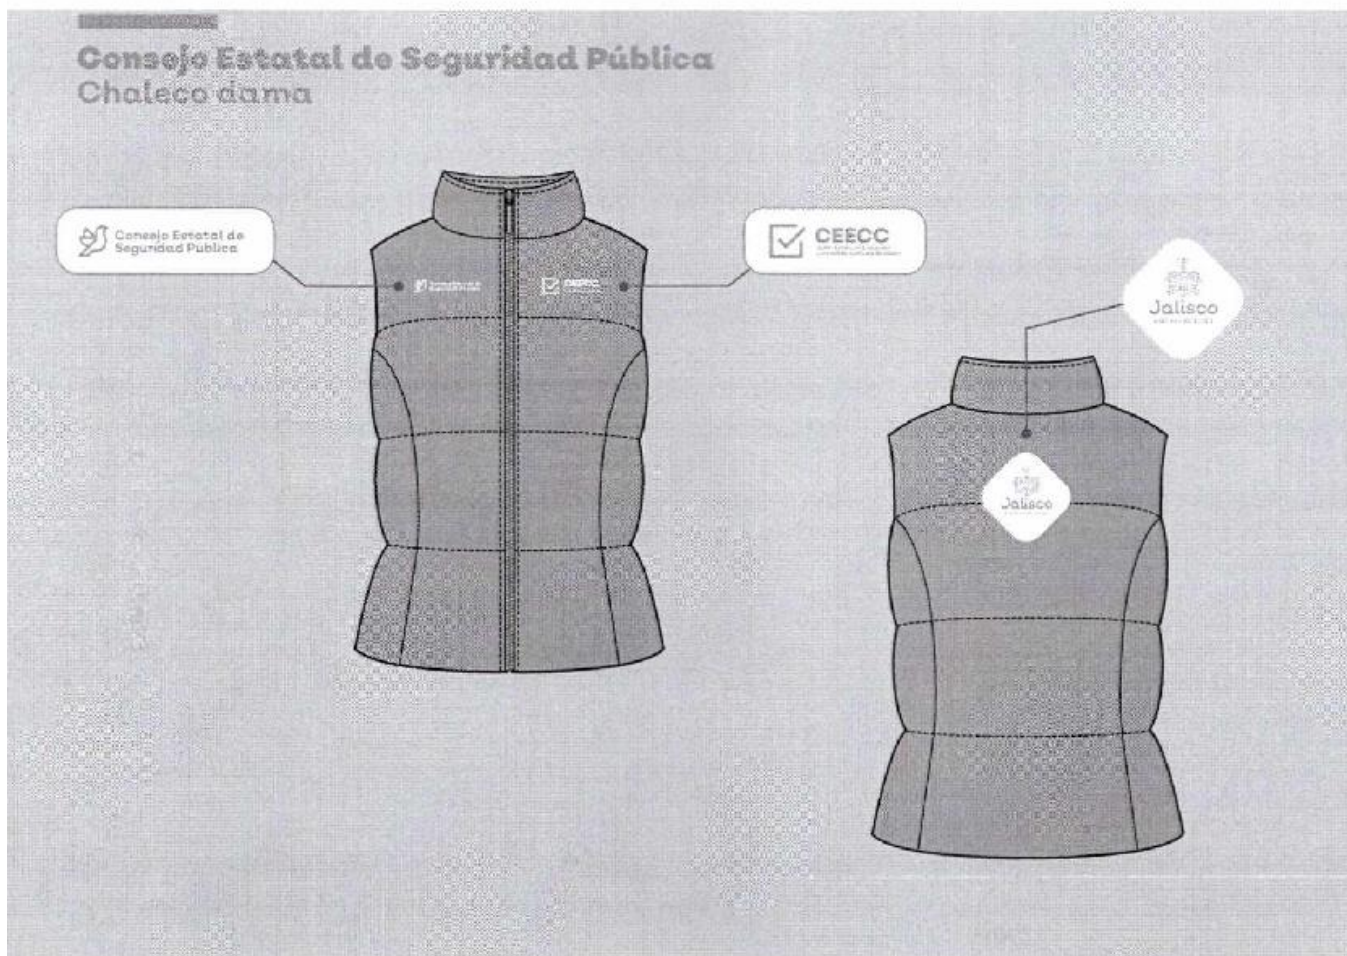 Consejo Estatal de Seguridad Pública
Chaleco dama
Consejo Estatal de
Seguridad Pública
CEECC
Jalisco
Jalisco